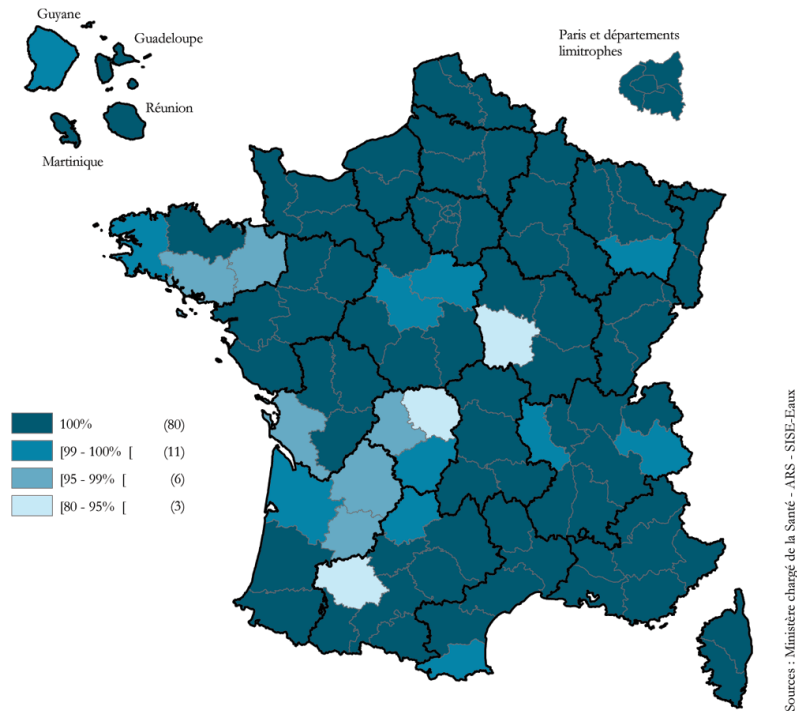 Guyane
Guadeloupe
Réunion
Martinique
Paris et départements
limitrophes
100% (80)
[99 - 100% [ (11)
[95 - 99% [ (6)
[80 - 95% [ (3)
Sources : Ministère chargé de la Santé - ARS - SISE-Eaux